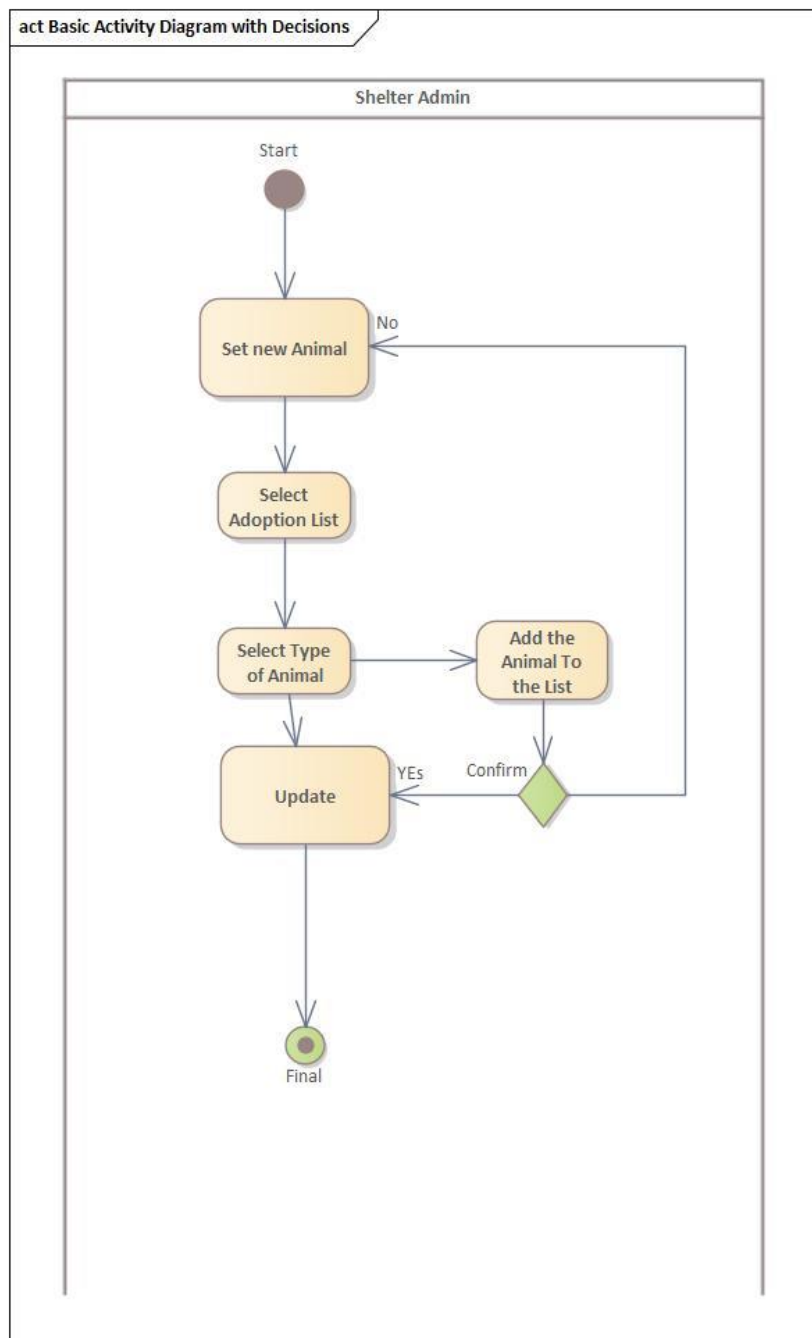 act Basic Activity Diagram with Decisions
Shelter Admin
Start
Set new Animal
No
Select
Adoption List
Select Type
of Animal
Add the
Animal To
the List
Update
YEs
Confirm
Final